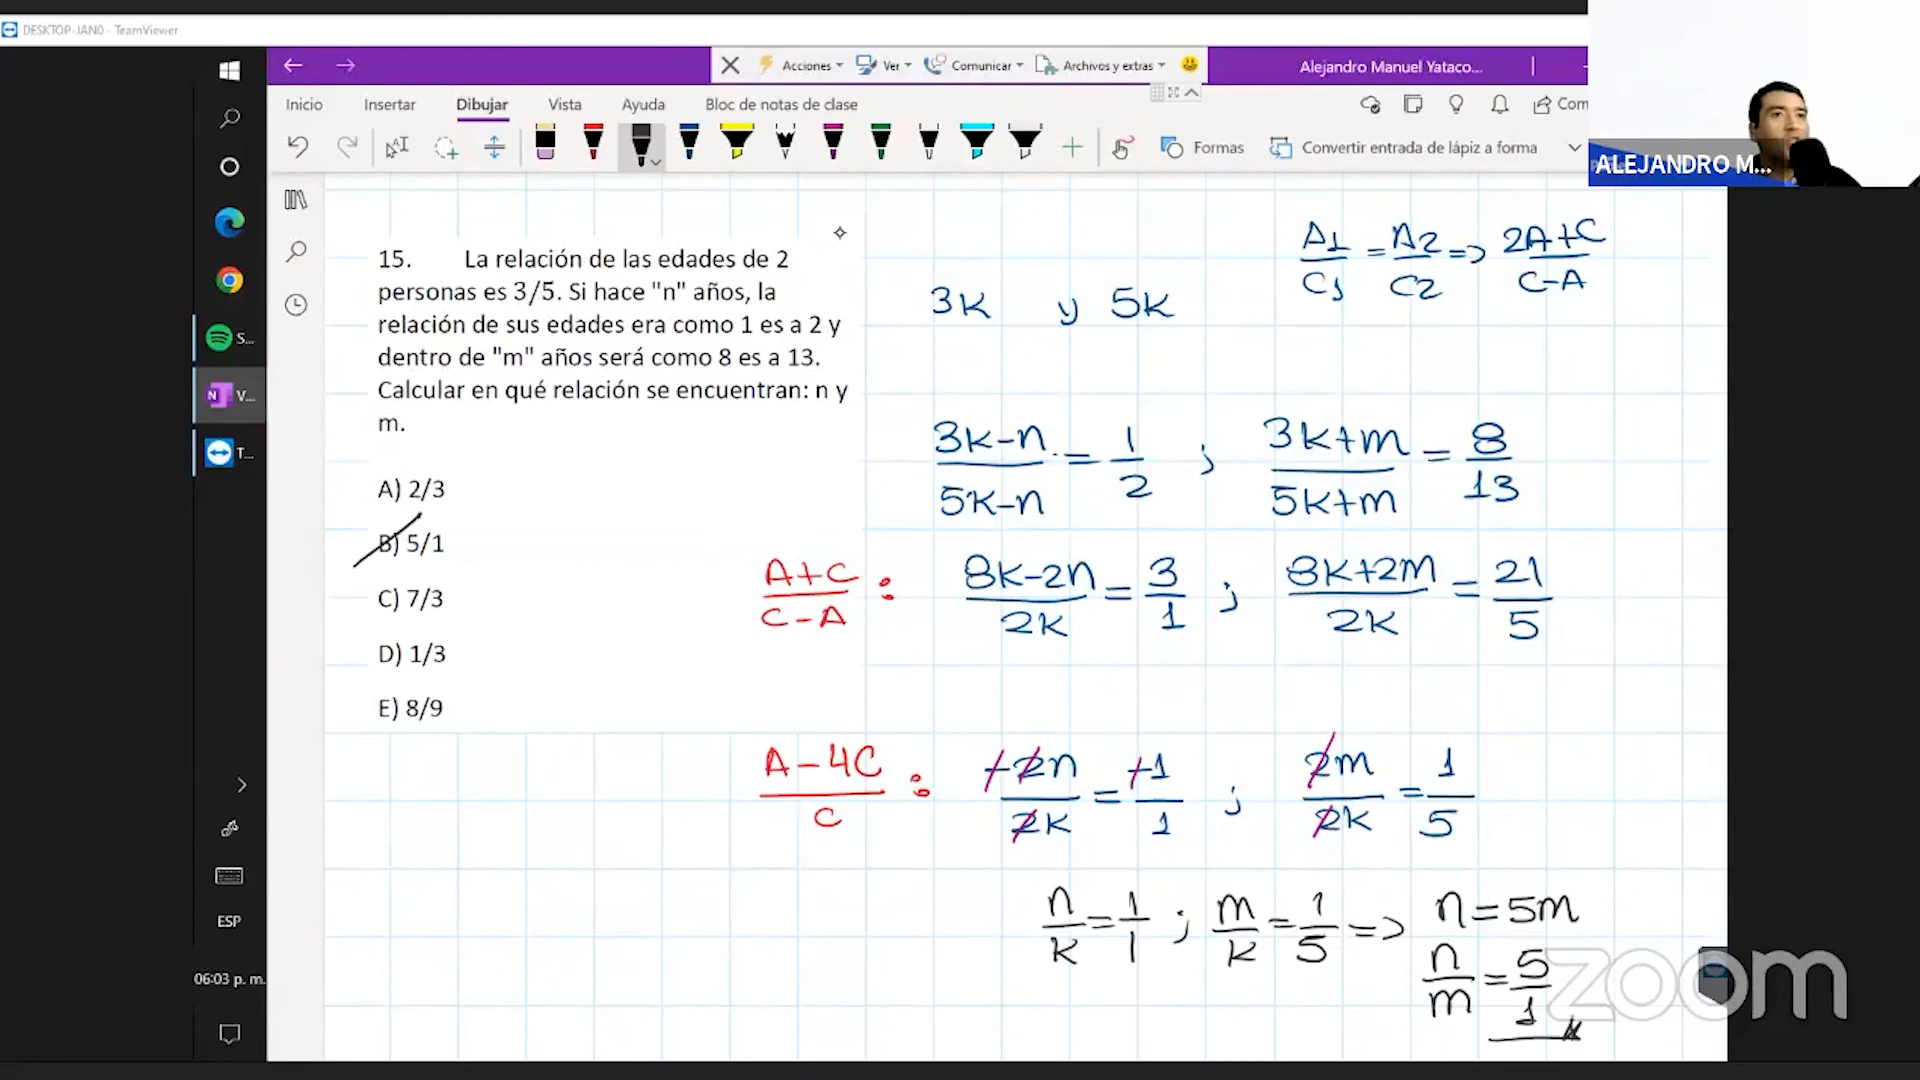 DESKTOP-JAN0 - TeamViewer
Acciones Ver Comunicar Archivos y extras
Alejandro Manuel Yataco...
Inicio Insertar Dibujar Vista Ayuda Bloc de notas de clase Com
Formas Convertir entrada de lápiz a forma
ALEJANDRO M...
S...
V...
T...
ESP
06:03 p. m.
15. La relación de las edades de 2
personas es 3/5. Si hace "n" años, la
relación de sus edades era como 1 es a 2 y
dentro de "m" años será como 8 es a 13.
Calcular en qué relación se encuentran: n y
m.
A) 2/3
B) 5/1
C) 7/3
D) 1/3
E) 8/9
A1/C1 = A2/C2 => 2A+C/C-A
3k y 5k
3k-n/5k-n = 1/2 ; 3k+m/5k+m = 8/13
A+C/C-A : 8k-2n/2k = 3/1 ; 8k+2m/2k = 21/5
A-4C/C : -2n/2k = -1/1 ; 2m/2k = 1/5
n/k = 1/1 ; m/k = 1/5 => n=5m
n/m = 5/1
zoom